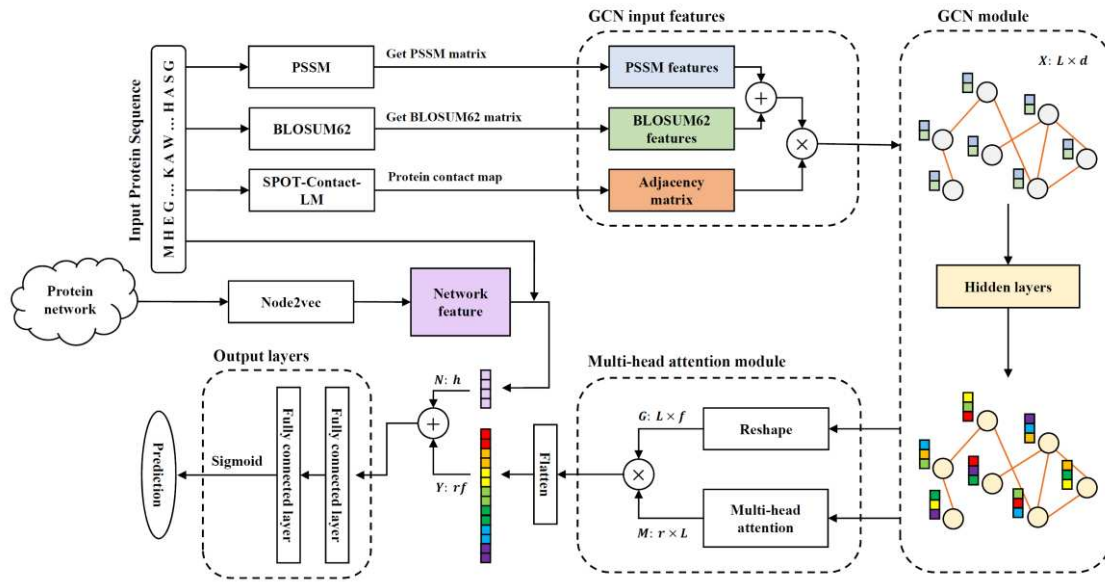 GCN input features
GCN module
Input Protein Sequence
M H E G ... K A W ... H A S G
PSSM
Get PSSM matrix
PSSM features
X: L × d
BLOSUM62
Get BLOSUM62 matrix
BLOSUM62
features
+
×
SPOT-Contact-
LM
Protein contact map
Adjacency
matrix
Protein
network
Node2vec
Network
feature
Hidden layers
Output layers
Multi-head attention module
N: h
G: L × f
Reshape
Prediction
Sigmoid
Fully connected layer
Fully connected layer
+
Y: rf
Flatten
×
M: r × L
Multi-head
attention